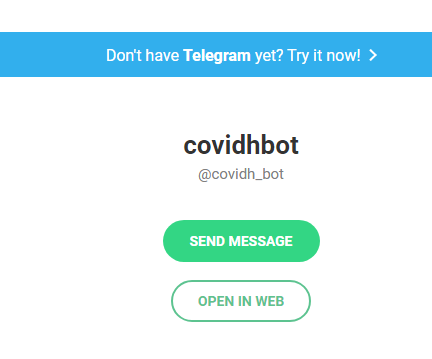 Don't have Telegram yet? Try it now!
covidhbot
@covidh_bot
SEND MESSAGE
OPEN IN WEB